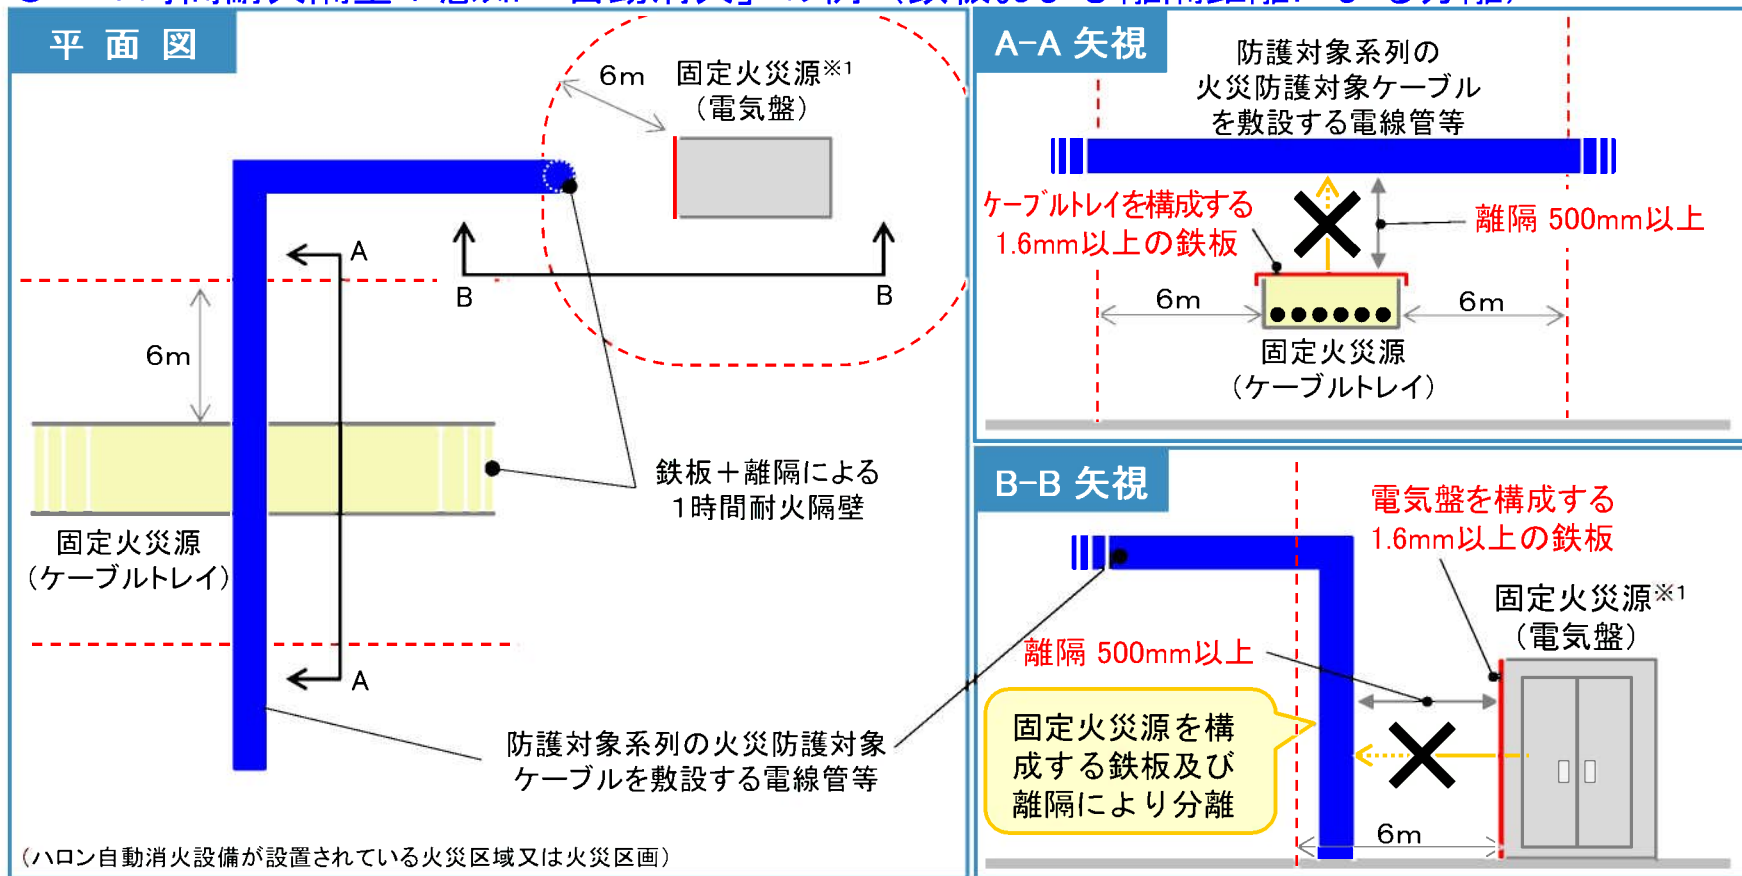 平面図
6m
固定火災源※1
（電気盤）
A
B
B
6m
鉄板＋離隔による
1時間耐火隔壁
固定火災源
（ケーブルトレイ）
A
防護対象系列の火災防護対象
ケーブルを敷設する電線管等
（ハロン自動消火設備が設置されている火災区域又は火災区画）
A-A 矢視
防護対象系列の
火災防護対象ケーブル
を敷設する電線管等
ケーブルトレイを構成する
1.6mm以上の鉄板
離隔 500mm以上
6m
6m
固定火災源
（ケーブルトレイ）
B-B 矢視
電気盤を構成する
1.6mm以上の鉄板
固定火災源※1
（電気盤）
離隔 500mm以上
固定火災源を構
成する鉄板及び
離隔により分離
6m